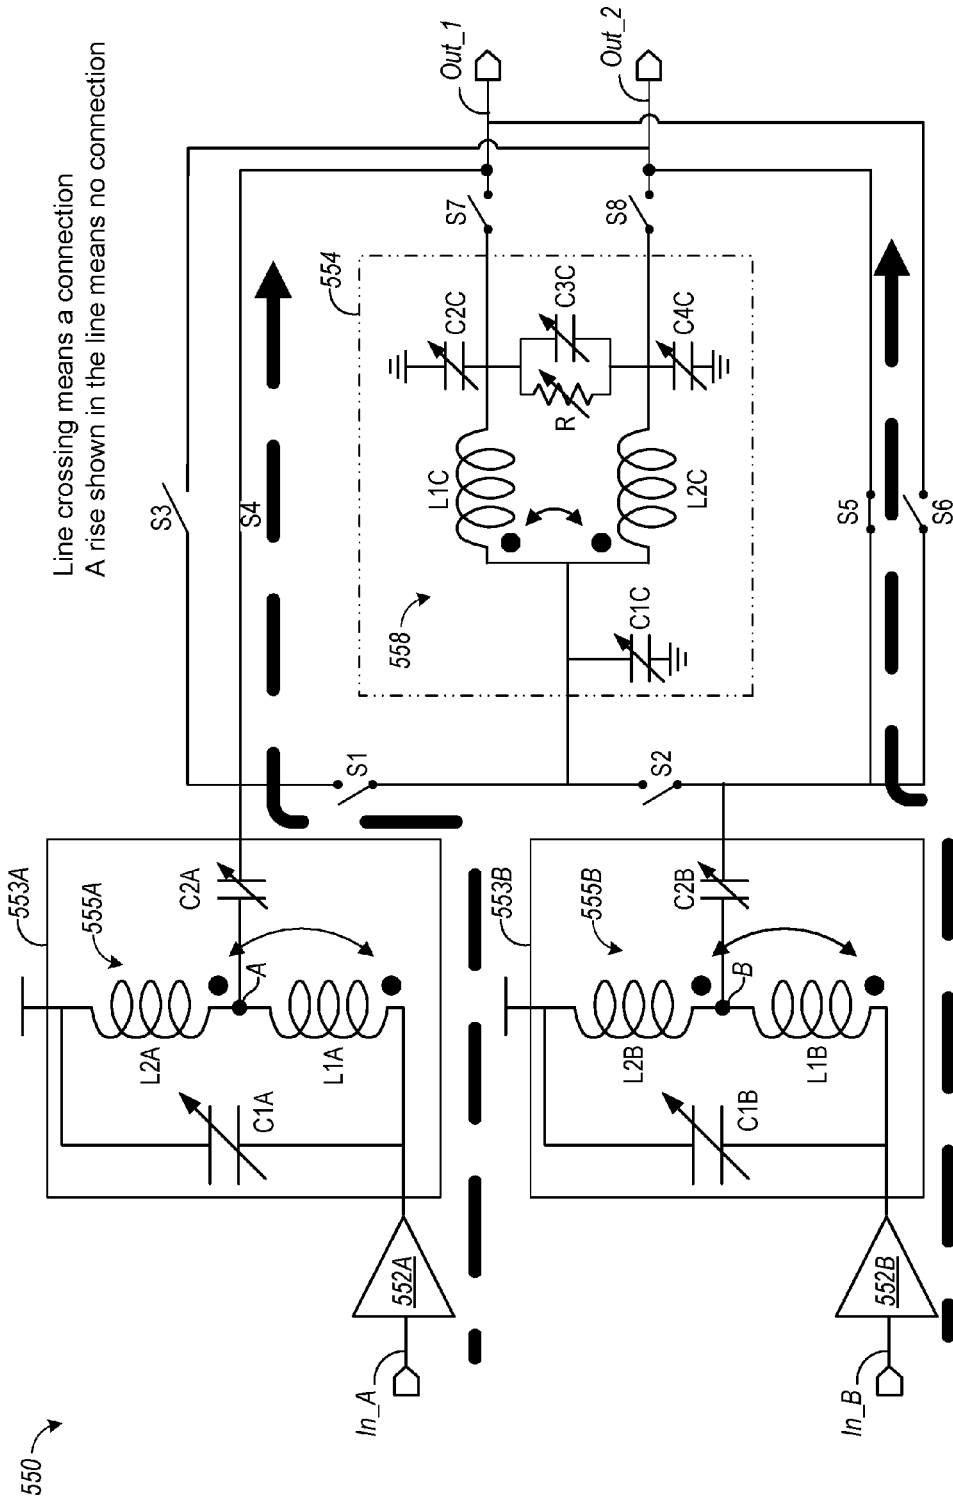 Line crossing means a connection
A rise shown in the line means no connection
550
In_A
552A
553A
555A
C1A
L2A
L1A
A
C2A
S3
S4
S1
554
558
L1C
C1C
C2C
R
C3C
L2C
C4C
S7
S8
Out_1
Out_2
In_B
552B
553B
555B
C1B
L2B
L1B
B
C2B
S2
S5
S6